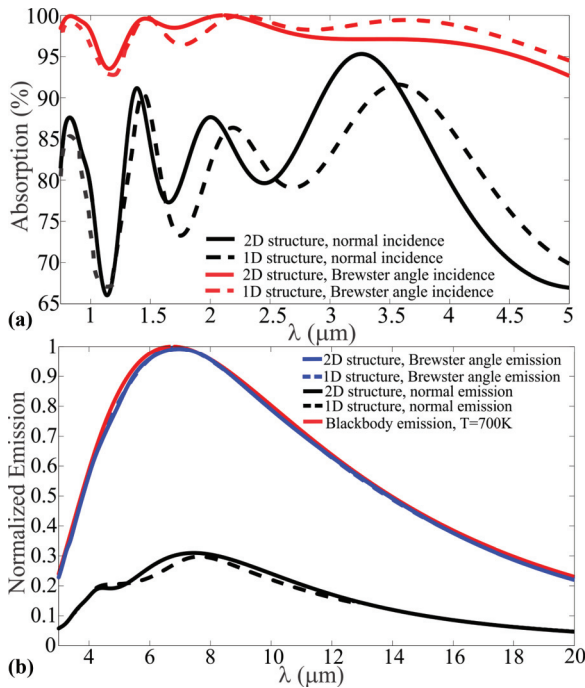 100
95
90
85
80
75
70
65
Absorption (%)
2D structure, normal incidence
1D structure, normal incidence
2D structure, Brewster angle incidence
1D structure, Brewster angle incidence
1 1.5 2 2.5 3 3.5 4 4.5 5
(a)
λ (μm)
1
0.9
0.8
0.7
0.6
0.5
0.4
0.3
0.2
0.1
0
Normalized Emission
2D structure, Brewster angle emission
1D structure, Brewster angle emission
2D structure, normal emission
1D structure, normal emission
Blackbody emission, T=700K
4 6 8 10 12 14 16 18 20
(b)
λ (μm)